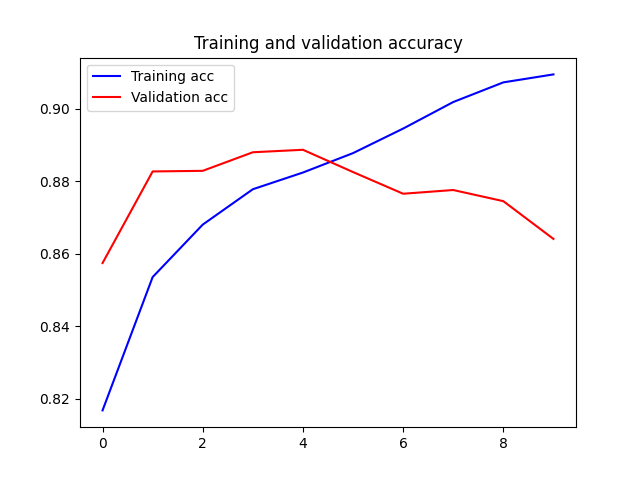 Training and validation accuracy
Training acc
Validation acc
0.90
0.88
0.86
0.84
0.82
0 2 4 6 8